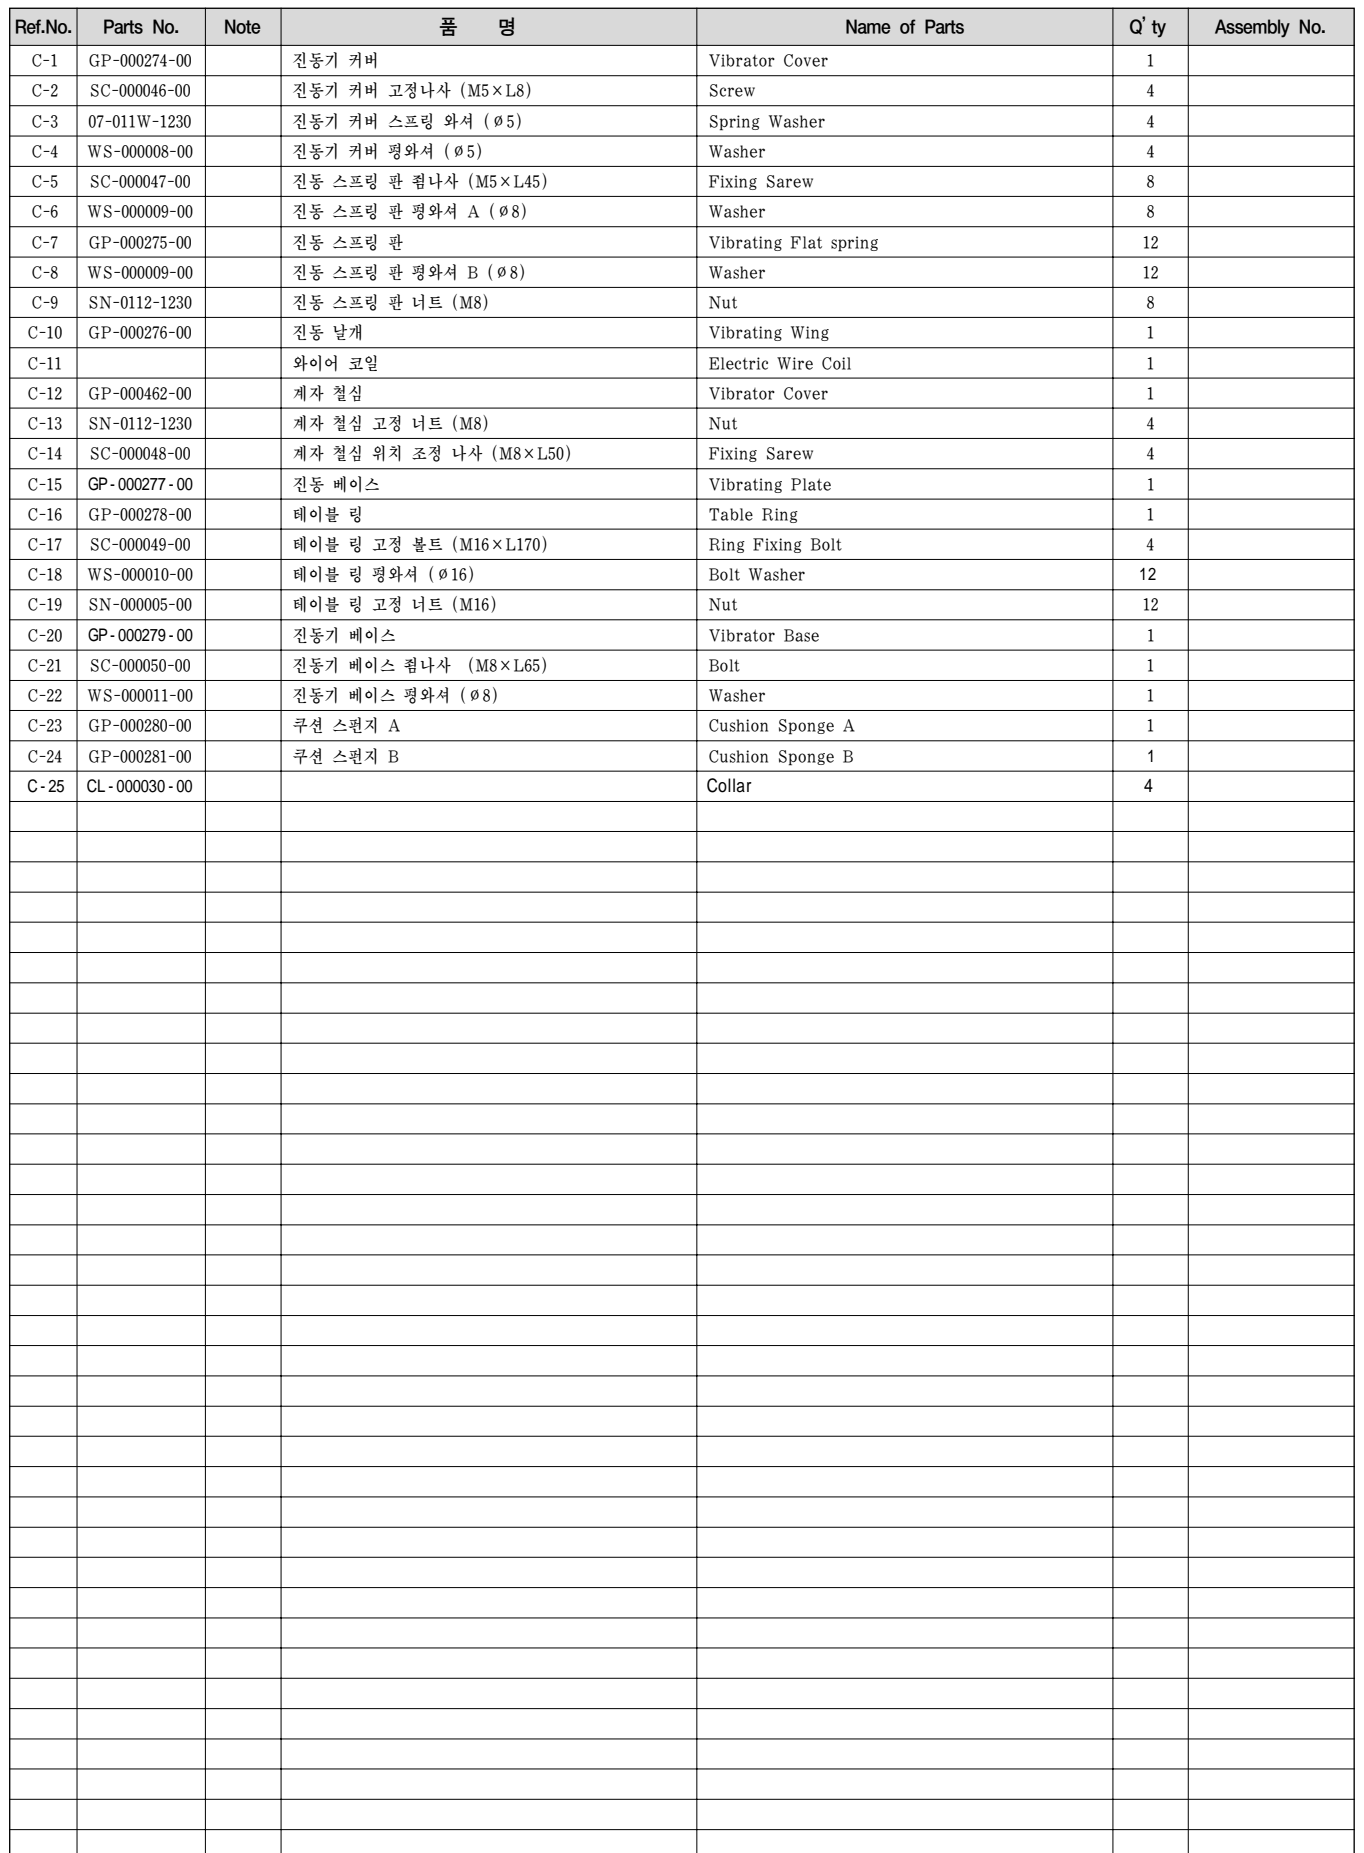 Ref.No. Parts No. Note 품 명 Name of Parts Q' ty Assembly No.
C-1 GP-000274-00 진동기 커버 Vibrator Cover 1
C-2 SC-000046-00 진동기 커버 고정나사 (M5×L8) Screw 4
C-3 07-011W-1230 진동기 커버 스프링 와셔 (ø5) Spring Washer 4
C-4 WS-000008-00 진동기 커버 평와셔 (ø5) Washer 4
C-5 SC-000047-00 진동 스프링 판 죔나사 (M5×L45) Fixing Sarew 8
C-6 WS-000009-00 진동 스프링 판 평와셔 A (ø8) Washer 8
C-7 GP-000275-00 진동 스프링 판 Vibrating Flat spring 12
C-8 WS-000009-00 진동 스프링 판 평와셔 B (ø8) Washer 12
C-9 SN-0112-1230 진동 스프링 판 너트 (M8) Nut 8
C-10 GP-000276-00 진동 날개 Vibrating Wing 1
C-11 와이어 코일 Electric Wire Coil 1
C-12 GP-000462-00 계자 철심 Vibrator Cover 1
C-13 SN-0112-1230 계자 철심 고정 너트 (M8) Nut 4
C-14 SC-000048-00 계자 철심 위치 조정 나사 (M8×L50) Fixing Sarew 4
C-15 GP-000277-00 진동 베이스 Vibrating Plate 1
C-16 GP-000278-00 테이블 링 Table Ring 1
C-17 SC-000049-00 테이블 링 고정 볼트 (M16×L170) Ring Fixing Bolt 4
C-18 WS-000010-00 테이블 링 평와셔 (ø16) Bolt Washer 12
C-19 SN-000005-00 테이블 링 고정 너트 (M16) Nut 12
C-20 GP-000279-00 진동기 베이스 Vibrator Base 1
C-21 SC-000050-00 진동기 베이스 죔나사 (M8×L65) Bolt 1
C-22 WS-000011-00 진동기 베이스 평와셔 (ø8) Washer 1
C-23 GP-000280-00 쿠션 스펀지 A Cushion Sponge A 1
C-24 GP-000281-00 쿠션 스펀지 B Cushion Sponge B 1
C-25 CL-000030-00 Collar 4